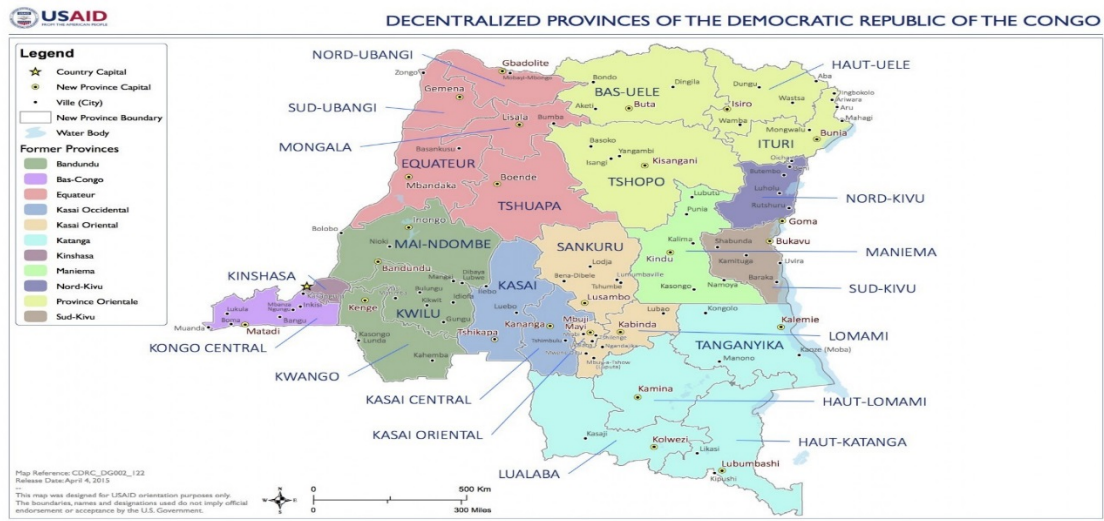 USAID
FROM THE AMERICAN PEOPLE
DECENTRALIZED PROVINCES OF THE DEMOCRATIC REPUBLIC OF THE CONGO
Legend
Country Capital
New Province Capital
Ville (City)
New Province Boundary
Water Body
Former Provinces
Bandundu
Bas-Congo
Equateur
Kasai Occidental
Kasai Oriental
Katanga
Kinshasa
Maniema
Nord-Kivu
Province Orientale
Sud-Kivu
NORD-UBANGI
Gbadolite
Zongo
HAUT-UELE
Gemena
Bondo
Dingila
Dungu
Aba
BAS-UELE
SUD-UBANGI
Aketi
Buta
Isiro
Watsa
Ariwara
Aru
Lisala
Bumba
Wamba
Mahagi
MONGALA
Mongwalu
Bunia
Basankusu
Basoko
Yangambi
ITURI
EQUATEUR
Isangi
Kisangani
Mbandaka
Boende
TSHOPO
Lubutu
NORD-KIVU
TSHUAPA
Punia
Goma
Inongo
Bolobo
Nioki
MAI-NDOMBE
SANKURU
Kalima
Shabunda
Bukavu
MANIEMA
Kindu
Kamituga
Uvira
KINSHASA
Bandundu
Lodja
Bena-Dibele
Lumumbaville
Tshumbe
Baraka
SUD-KIVU
KASAI
Kasongo
Namoya
Lusambo
Kenge
KWILU
Idiofa
Luebo
Gungu
Lukula
Boma
Inkisi
Muanda
Matadi
Kananga
Mbuji
Mayi
Kabinda
Lubao
Kongolo
Kalemie
Tshikapa
KONGO CENTRAL
Kasongo
Lunda
LOMAMI
TANGANYIKA
Kahemba
Manono
Kaoze (Moba)
KWANGO
KASAI CENTRAL
Kamina
HAUT-LOMAMI
KASAI ORIENTAL
Kasaji
Kolwezi
HAUT-KATANGA
Likasi
LUALABA
Lubumbashi
Kipushi
Map Reference: CDRC_DG002_122
Release Date: April 4, 2015
This map was designed for USAID orientation purposes only.
The boundaries, names and designations used do not imply official
endorsement or acceptance by the U.S. Government.
N
W
E
S
0 500 Km
0 300 Miles